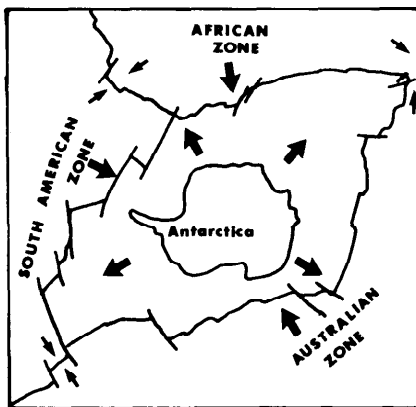 AFRICAN
ZONE
SOUTH AMERICAN
ZONE
Antarctica
AUSTRALIAN
ZONE